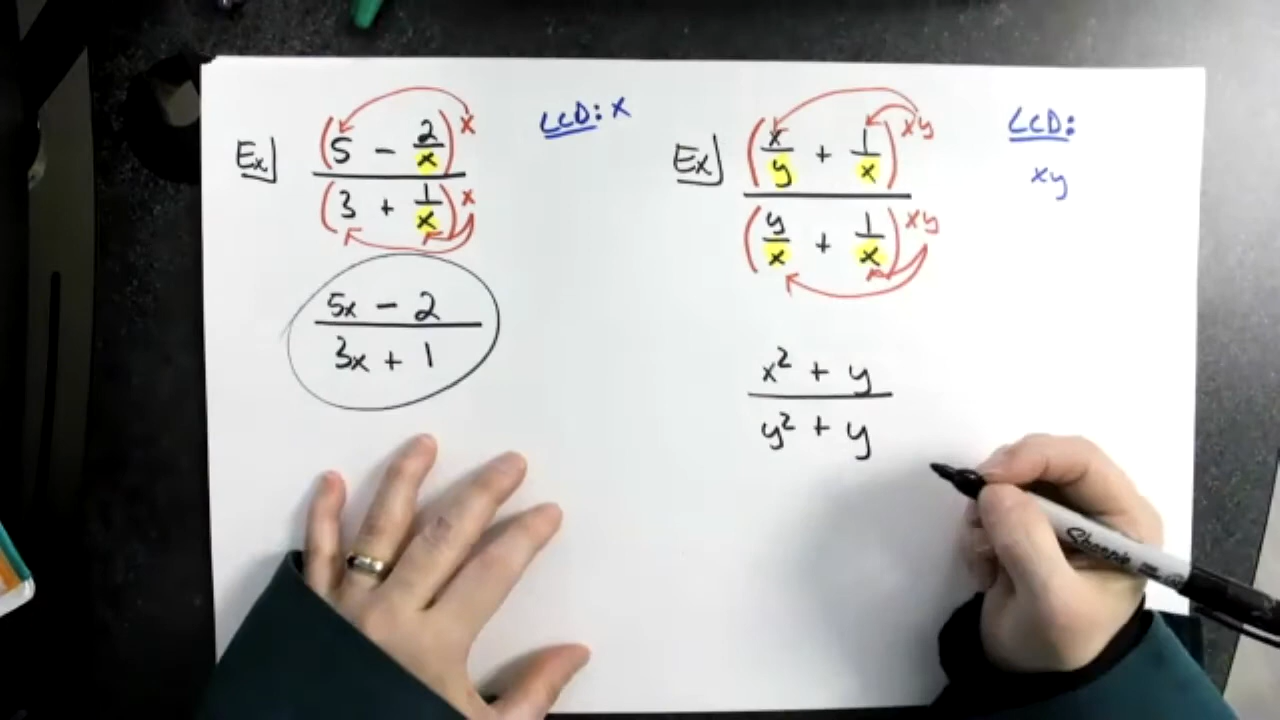 Ex] (5 - 2/x) x
(3 + 1/x) x
LCD: x
5x - 2
3x + 1
Ex] (x/y + 1/x) xy
(y/x + 1/x) xy
LCD:
xy
x² + y
y² + y
Sharpie